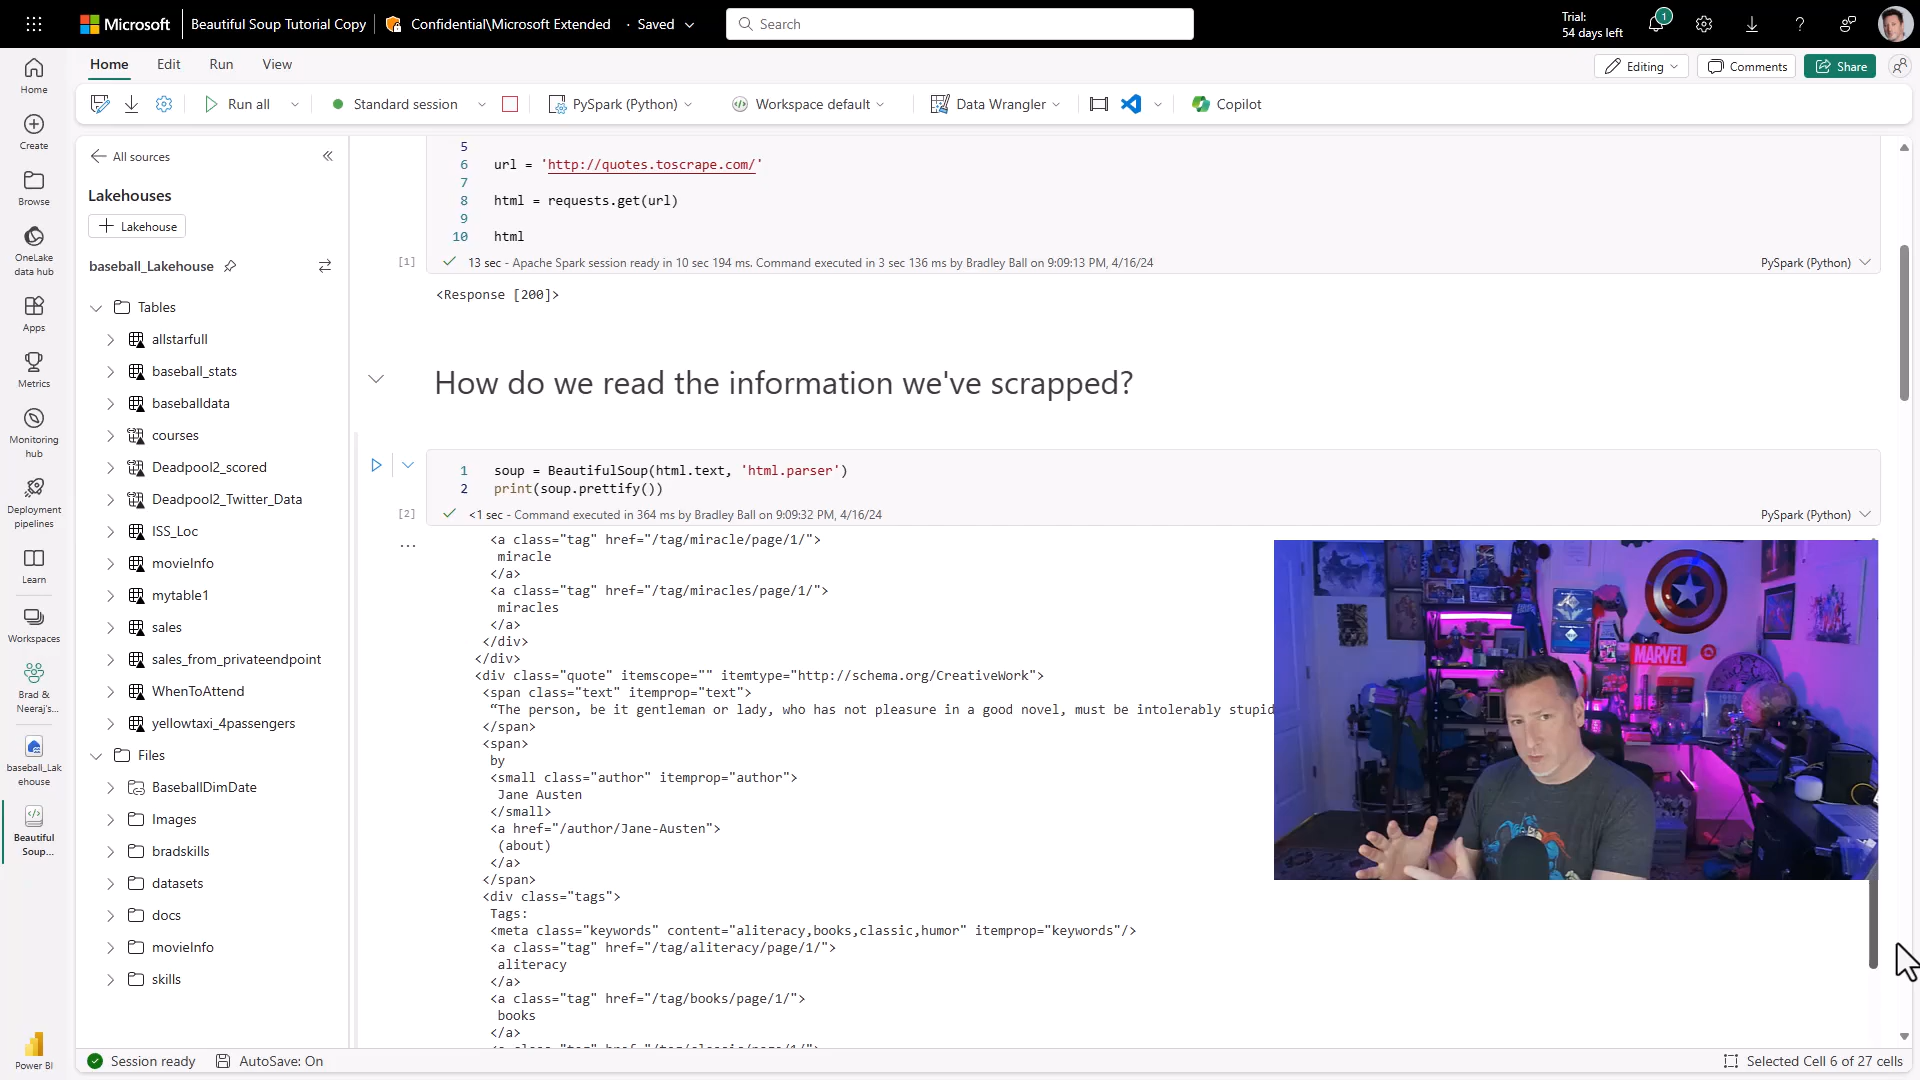 Microsoft
Beautiful Soup Tutorial Copy
Confidential\Microsoft Extended
· Saved
Search
Trial:
54 days left
1
Home Edit Run View
Editing
Comments
Share
Run all
Standard session
PySpark (Python)
Workspace default
Data Wrangler
Copilot
Home
Create
Browse
OneLake
data hub
Apps
Metrics
Monitoring
hub
Deployment
pipelines
Learn
Workspaces
Brad &
Neeraj's...
baseball_Lak
ehouse
Beautiful
Soup...
Power BI
All sources
Lakehouses
Lakehouse
baseball_Lakehouse
Tables
allstarfull
baseball_stats
baseballdata
courses
Deadpool2_scored
Deadpool2_Twitter_Data
ISS_Loc
movieInfo
mytable1
sales
sales_from_privateendpoint
WhenToAttend
yellowtaxi_4passengers
Files
BaseballDimDate
Images
bradskills
datasets
docs
movieInfo
skills
5
6 url = 'http://quotes.toscrape.com/'
7
8 html = requests.get(url)
9
10 html
[1] 13 sec - Apache Spark session ready in 10 sec 194 ms. Command executed in 3 sec 136 ms by Bradley Ball on 9:09:13 PM, 4/16/24 PySpark (Python)
<Response [200]>
How do we read the information we've scrapped?
1 soup = BeautifulSoup(html.text, 'html.parser')
2 print(soup.prettify())
[2] <1 sec - Command executed in 364 ms by Bradley Ball on 9:09:32 PM, 4/16/24 PySpark (Python)
...
<a class="tag" href="/tag/miracle/page/1/">
miracle
</a>
<a class="tag" href="/tag/miracles/page/1/">
miracles
</a>
</div>
</div>
<div class="quote" itemscope="" itemtype="http://schema.org/CreativeWork">
<span class="text" itemprop="text">
“The person, be it gentleman or lady, who has not pleasure in a good novel, must be intolerably stupid
</span>
<span>
by
<small class="author" itemprop="author">
Jane Austen
</small>
<a href="/author/Jane-Austen">
(about)
</a>
</span>
<div class="tags">
Tags:
<meta class="keywords" content="aliteracy,books,classic,humor" itemprop="keywords"/>
<a class="tag" href="/tag/aliteracy/page/1/">
aliteracy
</a>
<a class="tag" href="/tag/books/page/1/">
books
</a>
<a class="tag" href="/tag/classic/page/1/">
MARVEL
Session ready
AutoSave: On
Selected Cell 6 of 27 cells